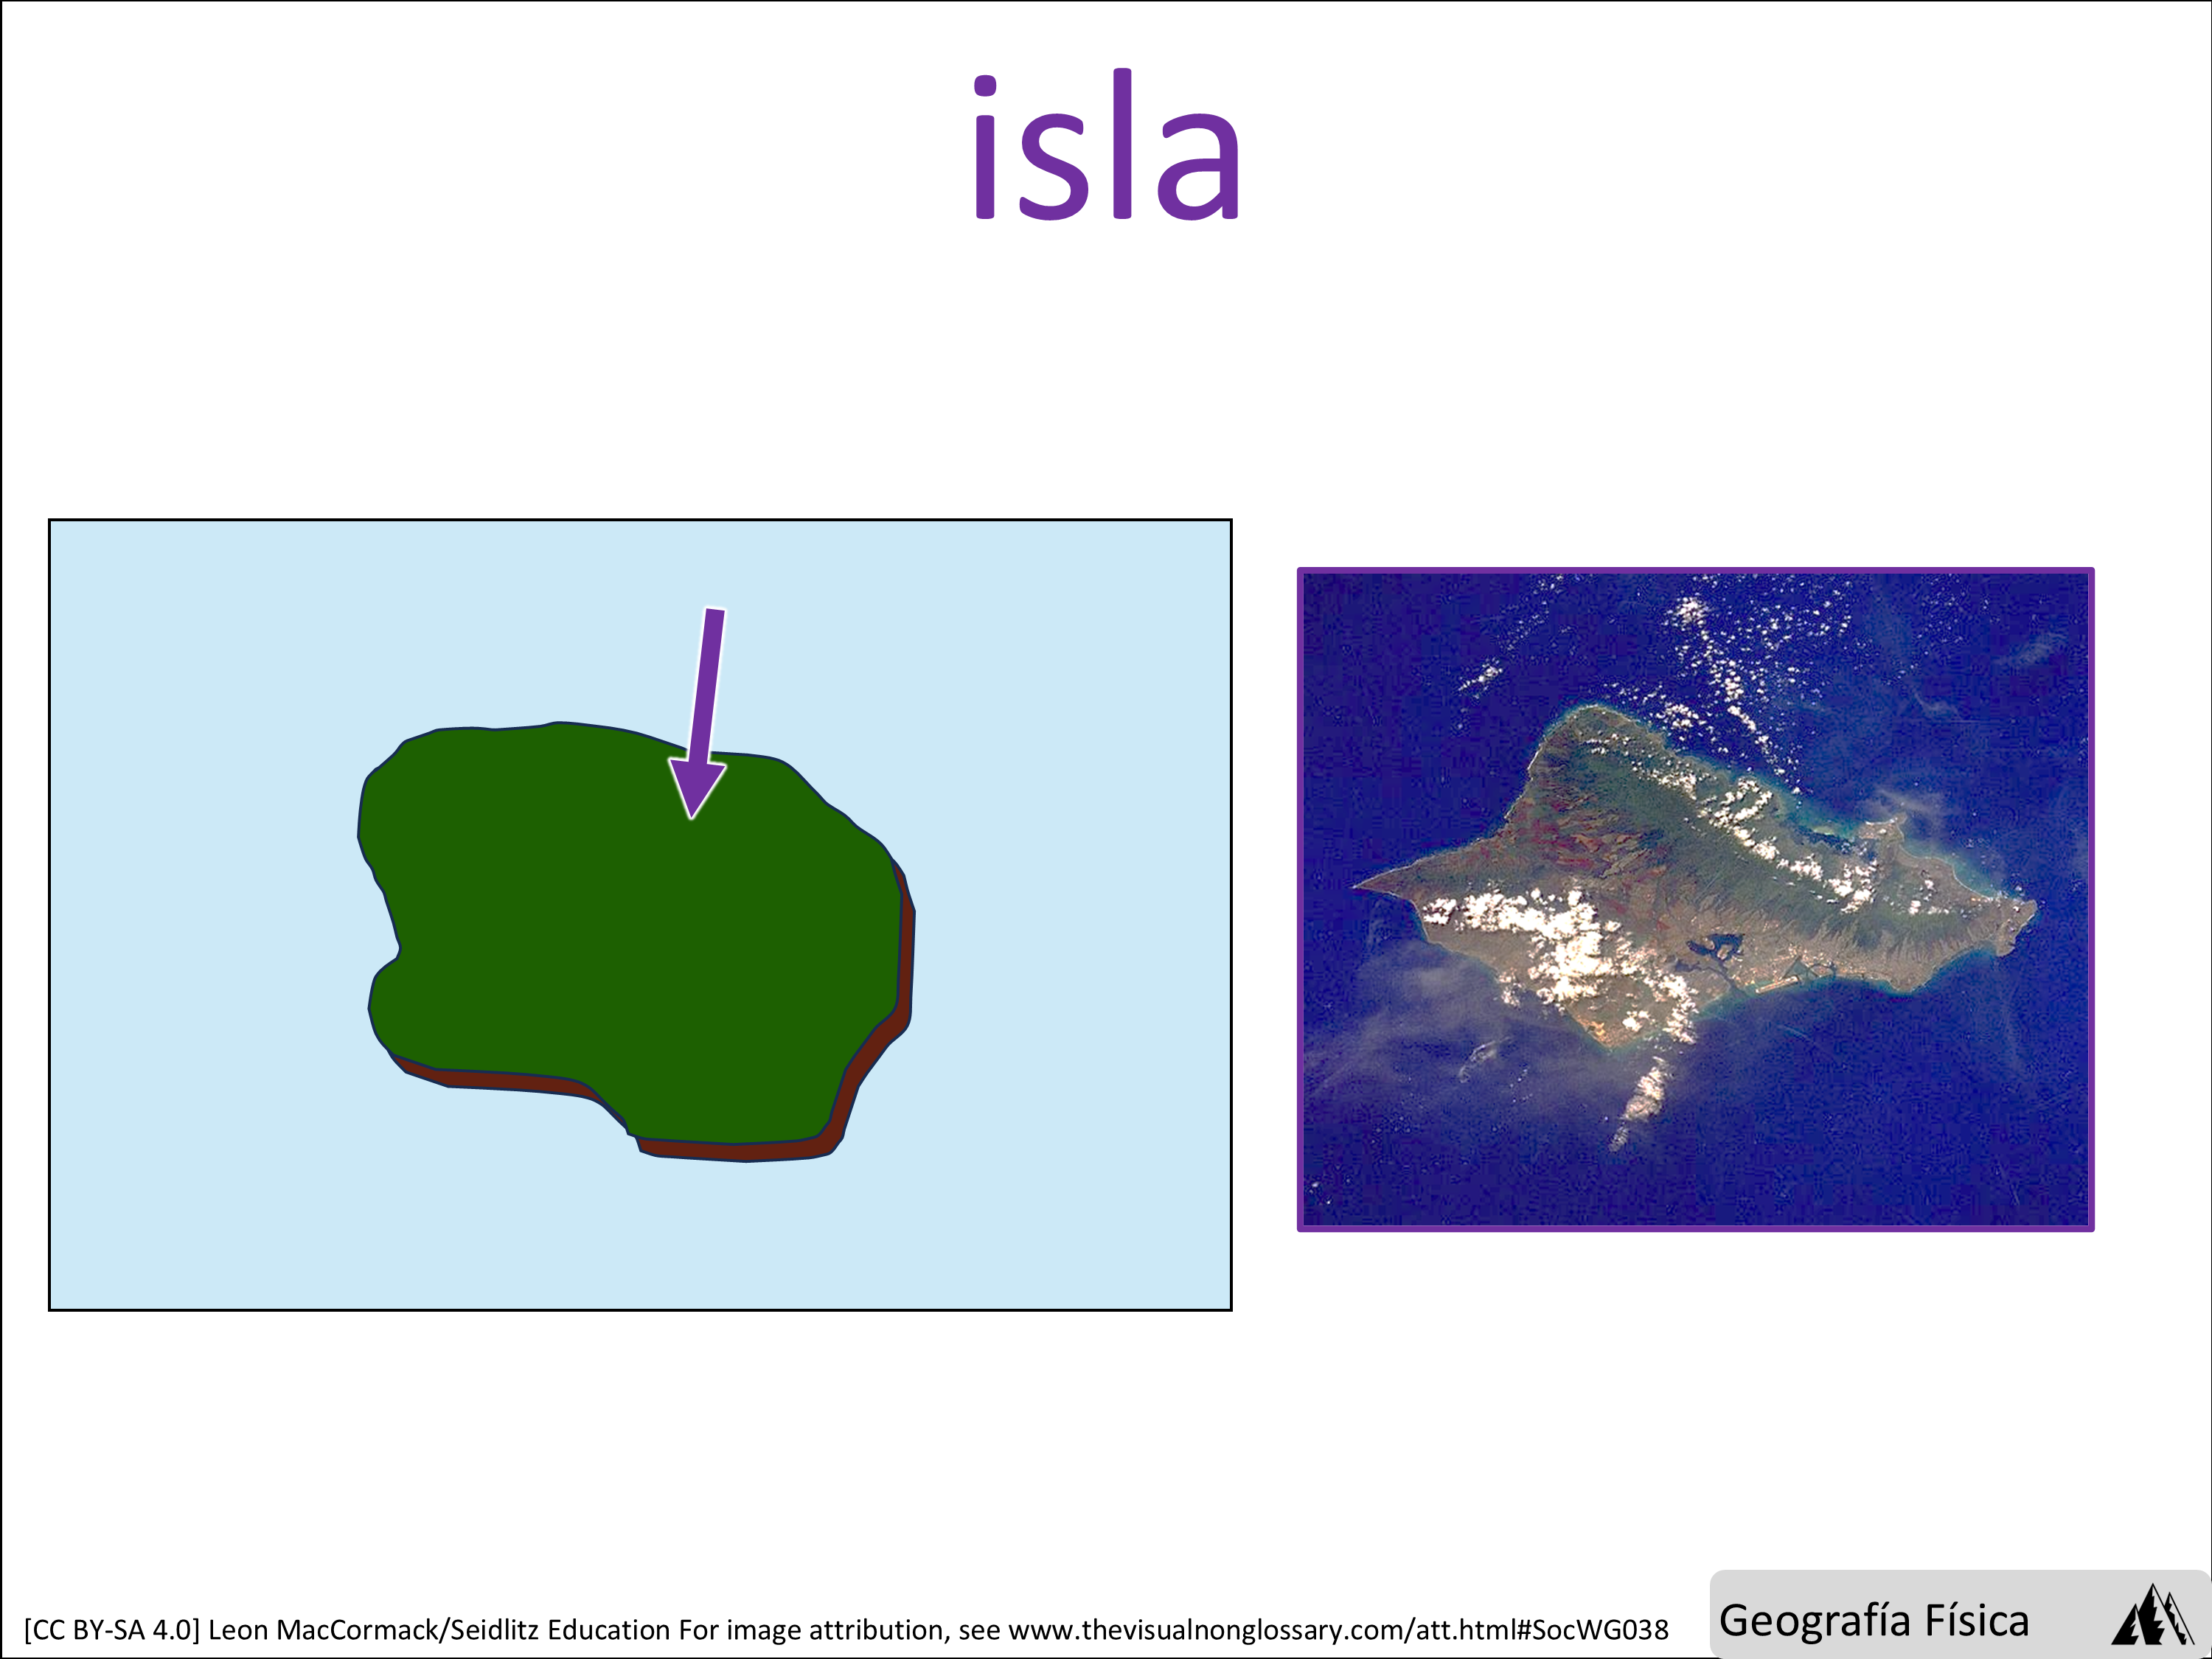 isla
[CC BY-SA 4.0] Leon MacCormack/Seidlitz Education For image attribution, see www.thevisualnonglossary.com/att.html#SocWG038
Geografía Física